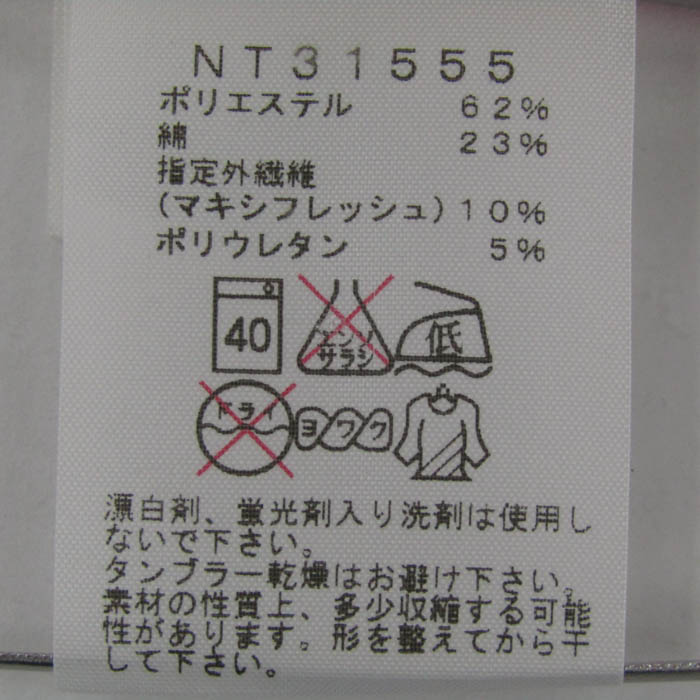 NT31555
ポリエステル 62%
綿 23%
指定外繊維
(マキシフレッシュ) 10%
ポリウレタン 5%
40 エンソサラシ 低
ドライ ヨワク
漂白剤、蛍光剤入り洗剤は使用し
ないで下さい。
タンブラー乾燥はお避け下さい。
素材の性質上、多少収縮する可能
性があります。形を整えてから干
して下さい。